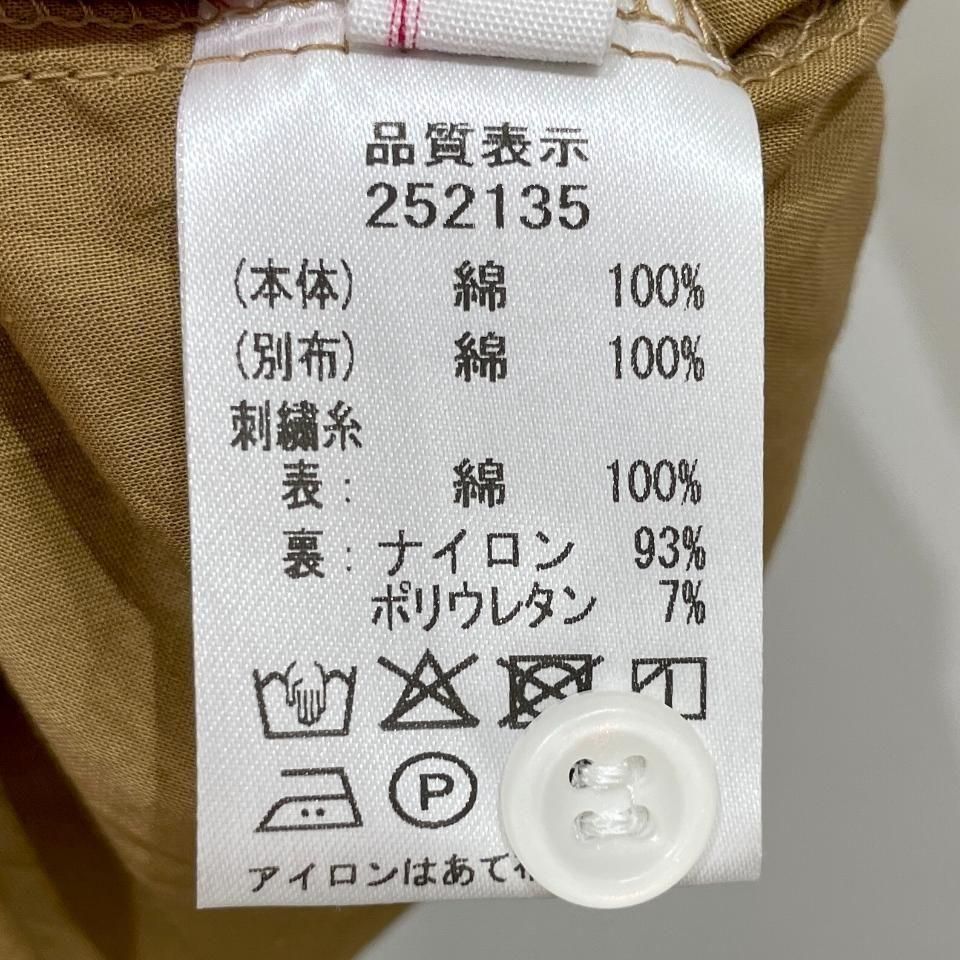 品質表示
252135
(本体) 綿 100%
(別布) 綿 100%
刺繍糸
表: 綿 100%
裏: ナイロン 93%
ポリウレタン 7%
P
アイロンはあて